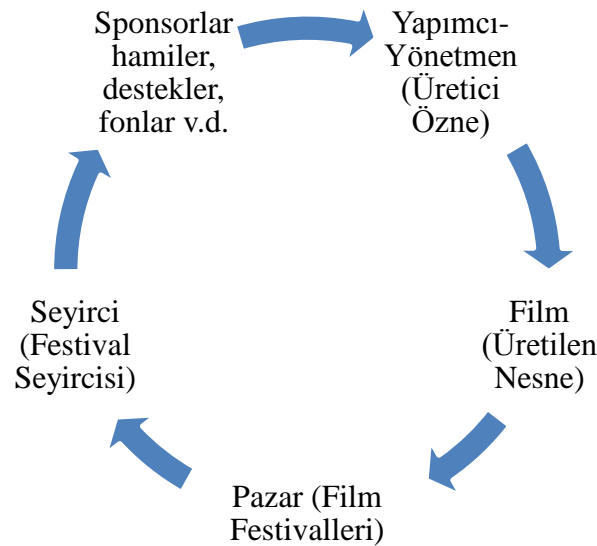 Sponsorlar
hamiler,
destekler,
fonlar v.d.
Yapımcı-
Yönetmen
(Üretici
Özne)
Film
(Üretilen
Nesne)
Pazar (Film
Festivalleri)
Seyirci
(Festival
Seyircisi)